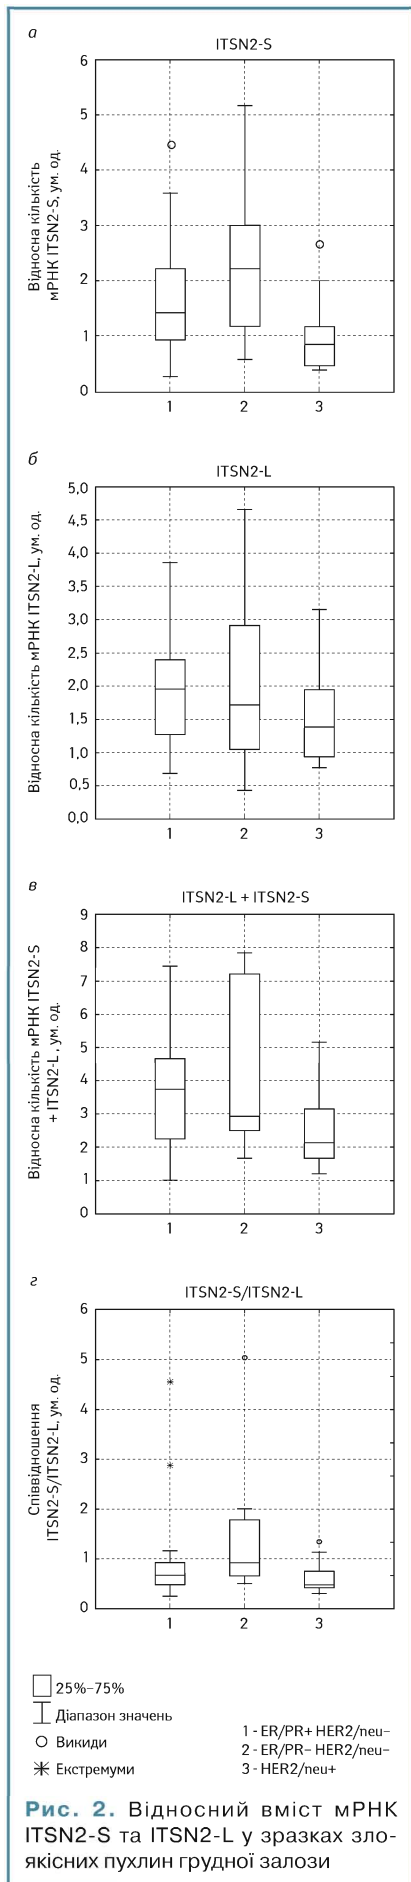 а
ITSN2-S
Відносна кількість
мРНК ITSN2-S, ум. од.
6
5
4
3
2
1
0
1 2 3
б
ITSN2-L
Відносна кількість мРНК ITSN2-L, ум. од.
5,0
4,5
4,0
3,5
3,0
2,5
2,0
1,5
1,0
0,5
0,0
1 2 3
в
ITSN2-L + ITSN2-S
Відносна кількість мРНК ITSN2-S
+ ITSN2-L , ум. од.
9
8
7
6
5
4
3
2
1
0
1 2 3
г
ITSN2-S/ITSN2-L
Співвідношення
ITSN2-S/ITSN2-L, ум. од.
6
5
4
3
2
1
0
1 2 3
25%–75%
Діапазон значень
Викиди
Екстремуми
1 - ER/PR+ HER2/neu–
2 - ER/PR– HER2/neu–
3 - HER2/neu+
Рис. 2. Відносний вміст мРНК
ITSN2-S та ITSN2-L у зразках зло-
якісних пухлин грудної залози